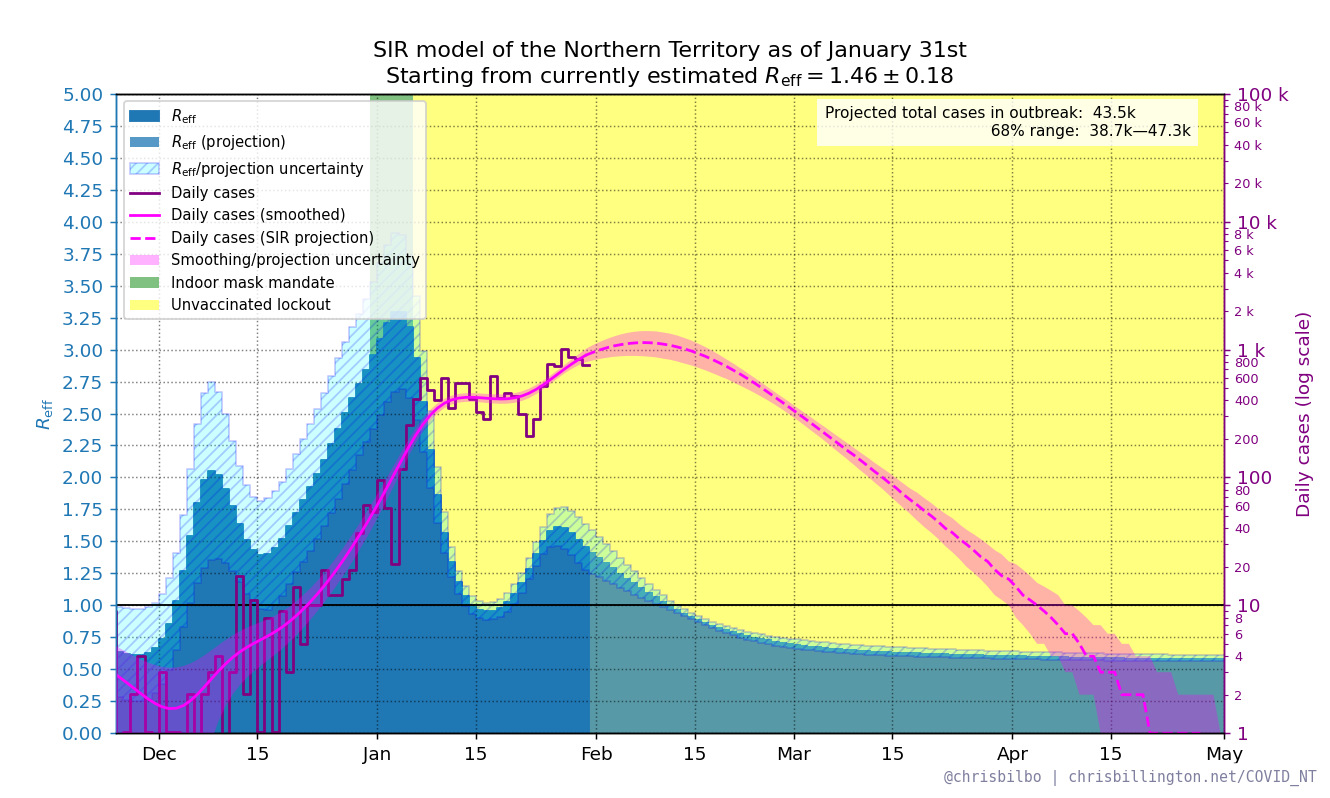 SIR model of the Northern Territory as of January 31st
Starting from currently estimated Reff = 1.46 ± 0.18
Reff
Reff (projection)
Reff/projection uncertainty
Daily cases
Daily cases (smoothed)
Daily cases (SIR projection)
Smoothing/projection uncertainty
Indoor mask mandate
Unvaccinated lockout
Projected total cases in outbreak: 43.5k
68% range: 38.7k—47.3k
Reff
5.00
4.75
4.50
4.25
4.00
3.75
3.50
3.25
3.00
2.75
2.50
2.25
2.00
1.75
1.50
1.25
1.00
0.75
0.50
0.25
0.00
100 k
80 k
60 k
40 k
20 k
10 k
8 k
6 k
4 k
2 k
1 k
800
600
400
200
100
80
60
40
20
10
8
6
4
2
1
Daily cases (log scale)
Dec 15 Jan 15 Feb 15 Mar 15 Apr 15 May
@chrisbilbo | chrisbillington.net/COVID_NT